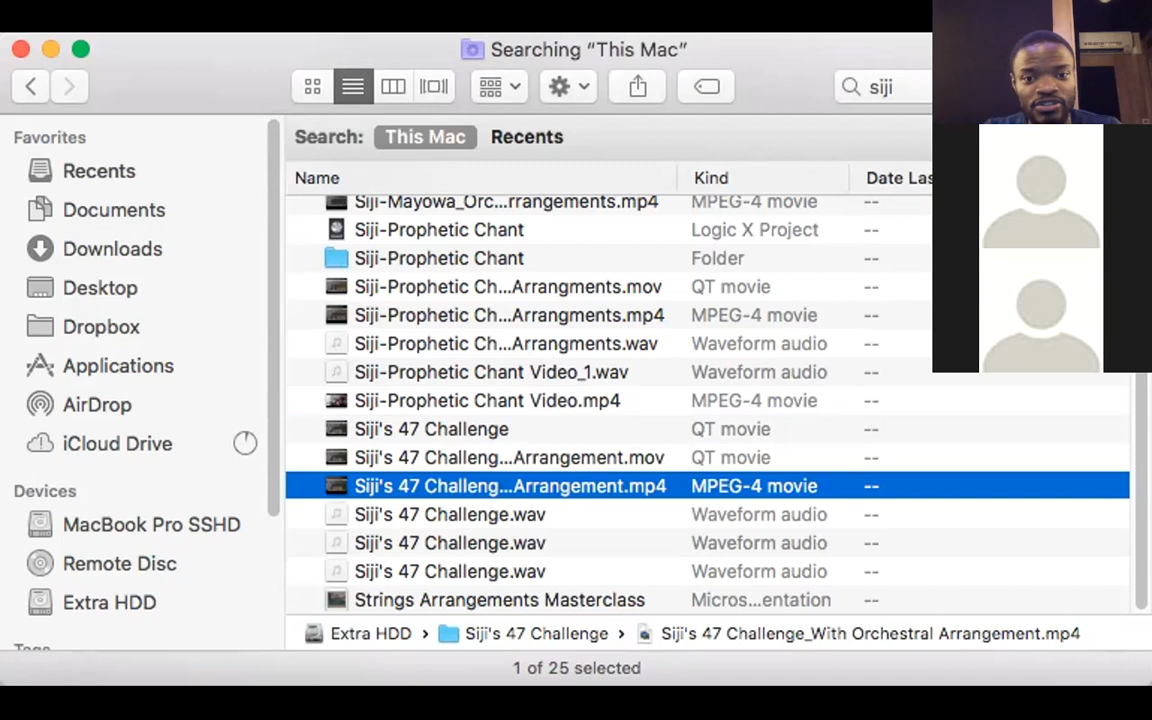 Searching “This Mac”
siji
Favorites
Recents
Documents
Downloads
Desktop
Dropbox
Applications
AirDrop
iCloud Drive
Devices
MacBook Pro SSHD
Remote Disc
Extra HDD
Tags
Search: This Mac Recents
Name Kind Date Las
Siji-Mayowa_Orc...rrangements.mp4 MPEG-4 movie --
Siji-Prophetic Chant Logic X Project --
Siji-Prophetic Chant Folder --
Siji-Prophetic Ch...Arrangments.mov QT movie --
Siji-Prophetic Ch...Arrangments.mp4 MPEG-4 movie --
Siji-Prophetic Ch...Arrangments.wav Waveform audio --
Siji-Prophetic Chant Video_1.wav Waveform audio --
Siji-Prophetic Chant Video.mp4 MPEG-4 movie --
Siji's 47 Challenge QT movie --
Siji's 47 Challeng...Arrangement.mov QT movie --
Siji's 47 Challeng...Arrangement.mp4 MPEG-4 movie --
Siji's 47 Challenge.wav Waveform audio --
Siji's 47 Challenge.wav Waveform audio --
Siji's 47 Challenge.wav Waveform audio --
Strings Arrangements Masterclass Micros...entation --
Extra HDD › Siji's 47 Challenge › Siji's 47 Challenge_With Orchestral Arrangement.mp4
1 of 25 selected